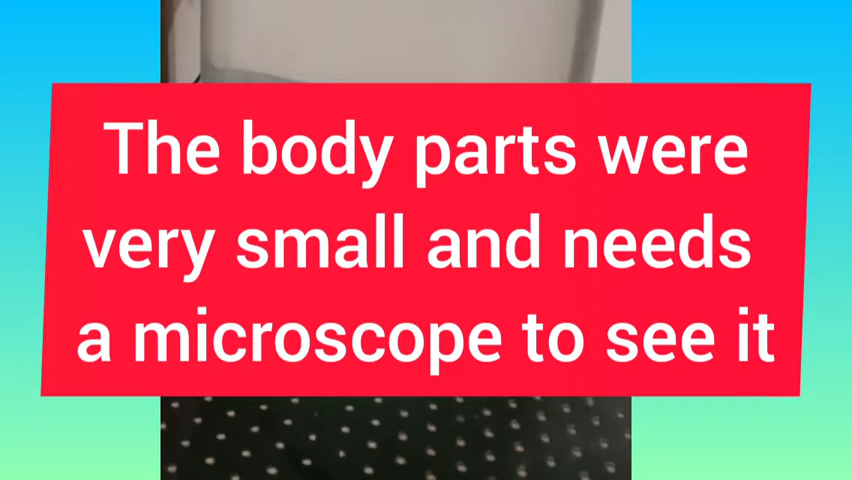 The body parts were
very small and needs
a microscope to see it